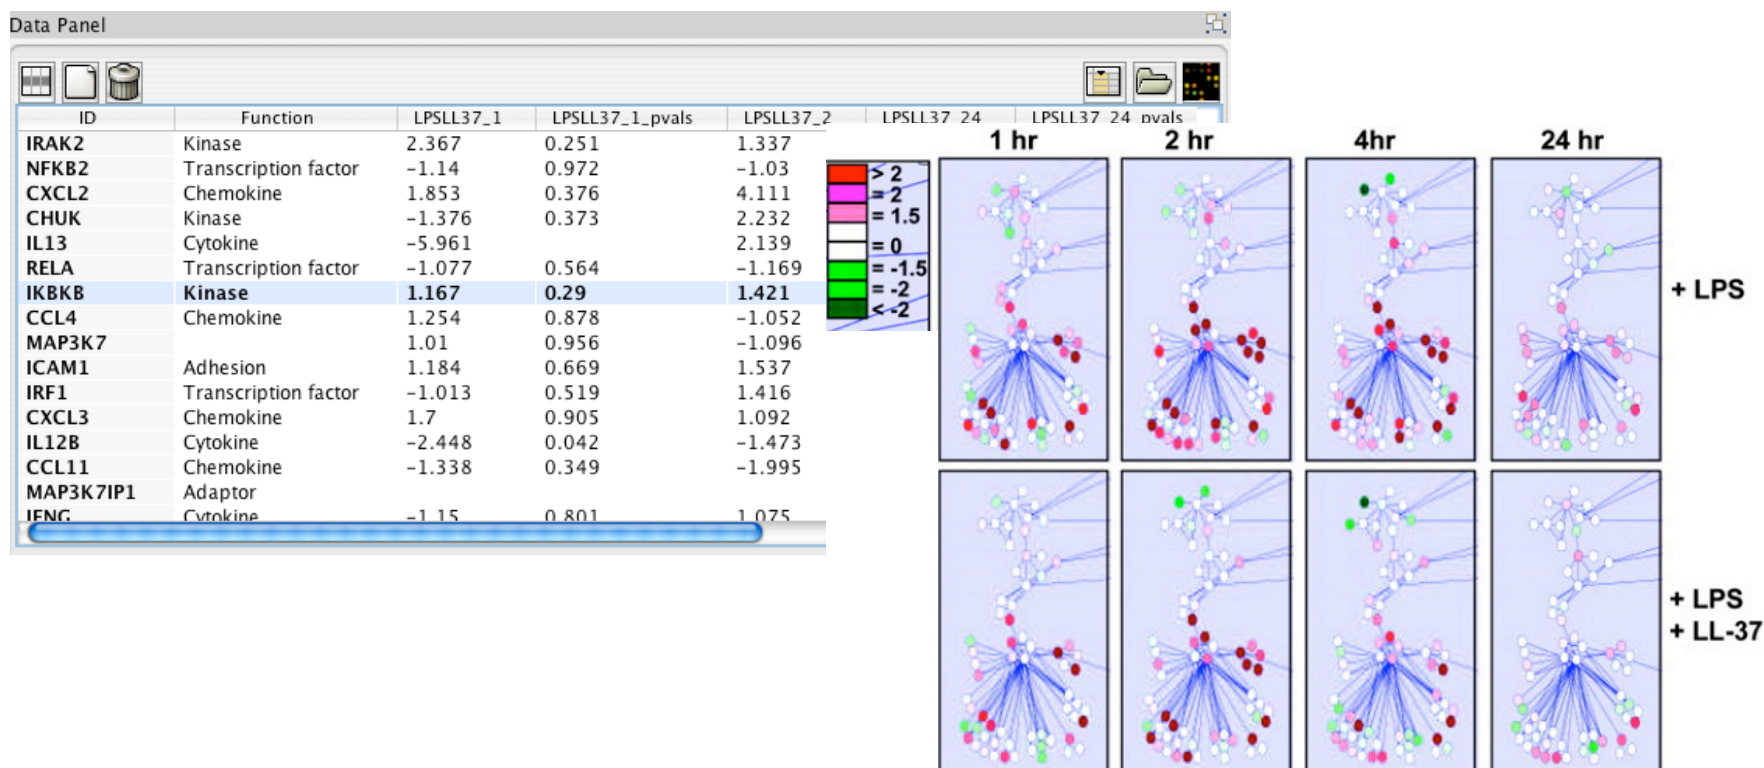 Data Panel
ID Function LPSLL37_1 LPSLL37_1_pvals LPSLL37_2 LPSLL37_24 LPSLL37_24_pvals
IRAK2 Kinase 2.367 0.251 1.337
NFKB2 Transcription factor -1.14 0.972 -1.03
CXCL2 Chemokine 1.853 0.376 4.111
CHUK Kinase -1.376 0.373 2.232
IL13 Cytokine -5.961 2.139
RELA Transcription factor -1.077 0.564 -1.169
IKBKB Kinase 1.167 0.29 1.421
CCL4 Chemokine 1.254 0.878 -1.052
MAP3K7 1.01 0.956 -1.096
ICAM1 Adhesion 1.184 0.669 1.537
IRF1 Transcription factor -1.013 0.519 1.416
CXCL3 Chemokine 1.7 0.905 1.092
IL12B Cytokine -2.448 0.042 -1.473
CCL11 Chemokine -1.338 0.349 -1.995
MAP3K7IP1 Adaptor
IFNG Cytokine -1.15 0.801 1.075
> 2
= 2
= 1.5
= 0
= -1.5
= -2
< -2
1 hr 2 hr 4hr 24 hr
+ LPS
+ LPS
+ LL-37